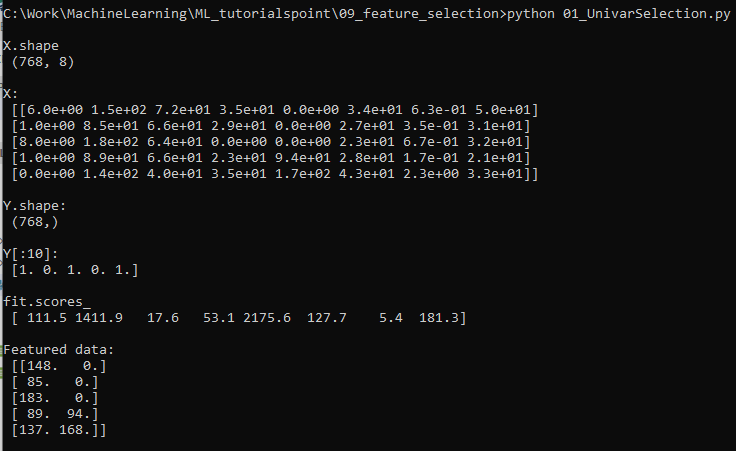 C:\Work\MachineLearning\ML_tutorialspoint\09_feature_selection>python 01_UnivarSelection.py
X.shape
(768, 8)
X:
[[6.0e+00 1.5e+02 7.2e+01 3.5e+01 0.0e+00 3.4e+01 6.3e-01 5.0e+01]
[1.0e+00 8.5e+01 6.6e+01 2.9e+01 0.0e+00 2.7e+01 3.5e-01 3.1e+01]
[8.0e+00 1.8e+02 6.4e+01 0.0e+00 0.0e+00 2.3e+01 6.7e-01 3.2e+01]
[1.0e+00 8.9e+01 6.6e+01 2.3e+01 9.4e+01 2.8e+01 1.7e-01 2.1e+01]
[0.0e+00 1.4e+02 4.0e+01 3.5e+01 1.7e+02 4.3e+01 2.3e+00 3.3e+01]]
Y.shape:
(768,)
Y[:10]:
[1. 0. 1. 0. 1.]
fit.scores_
[ 111.5 1411.9   17.6   53.1 2175.6  127.7    5.4  181.3]
Featured data:
[[148.   0.]
[ 85.   0.]
[183.   0.]
[ 89.  94.]
[137. 168.]]